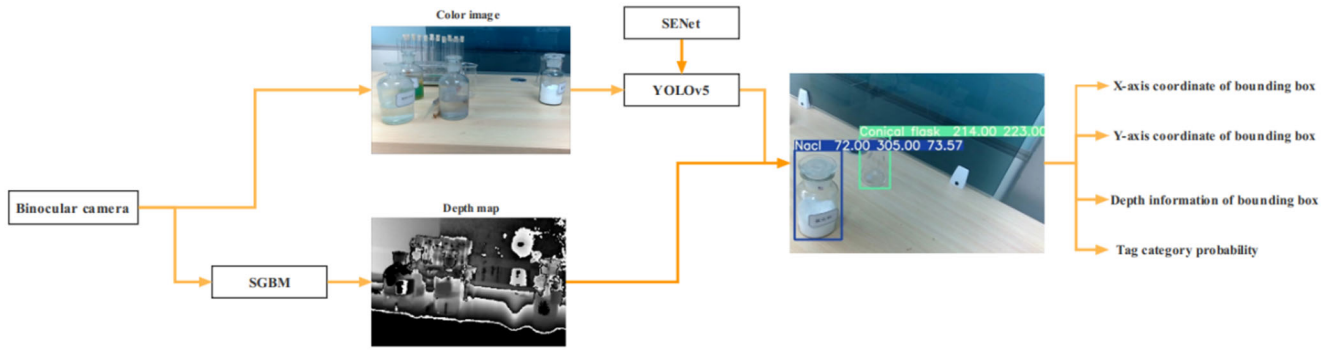 Color image
SENet
YOLOv5
X-axis coordinate of bounding box
Conical flask 214.00 223.00
Nacl 72.00 305.00 73.57
Y-axis coordinate of bounding box
Binocular camera
Depth map
Depth information of bounding box
Tag category probability
SGBM